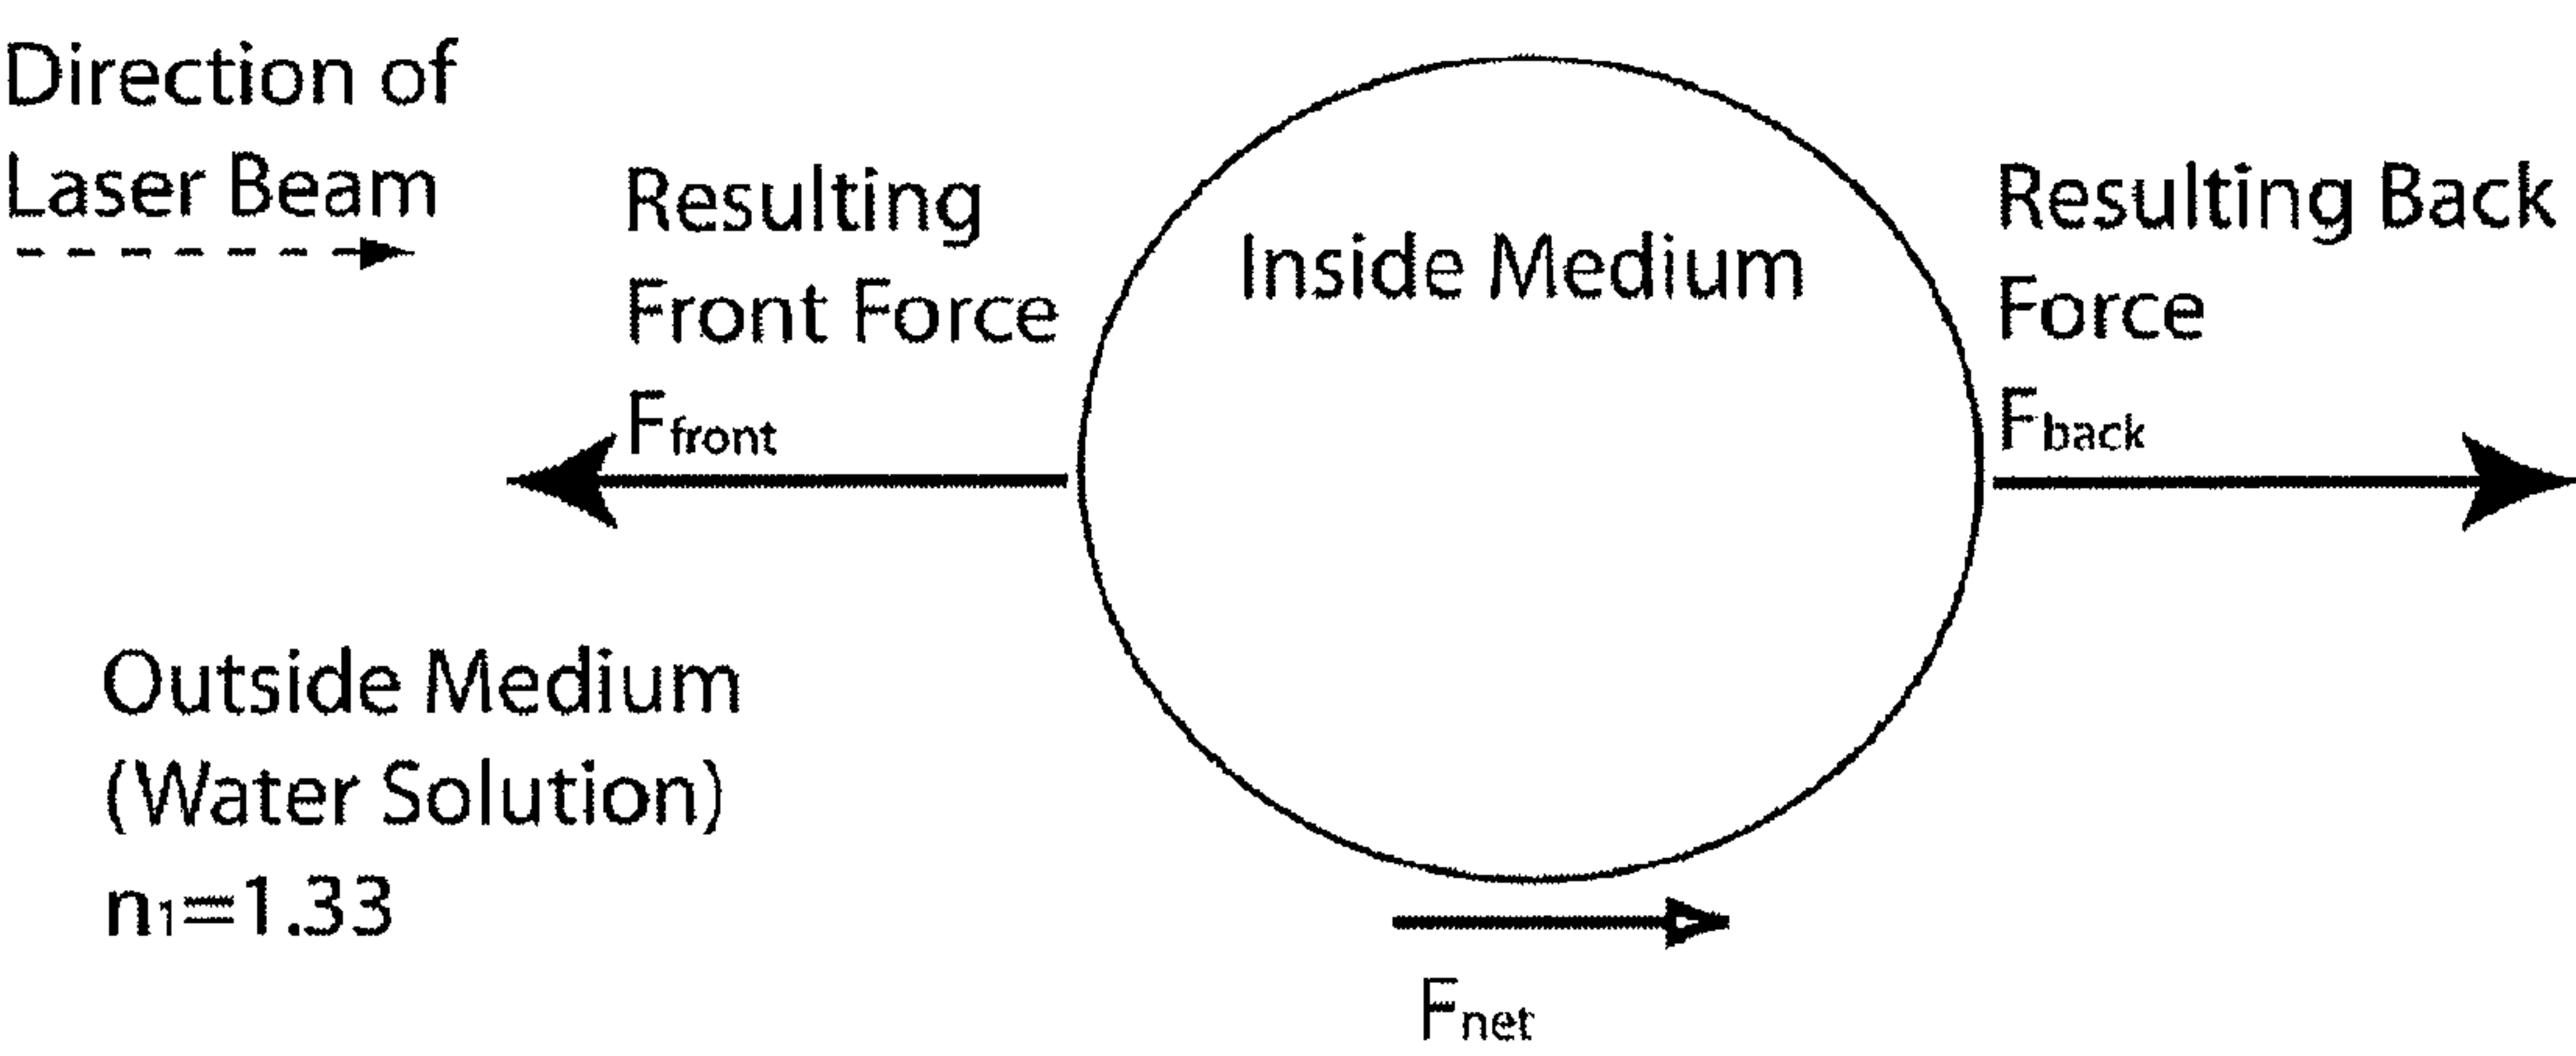 Direction of
Laser Beam
Resulting
Front Force
Ffront
Inside Medium
Resulting Back
Force
Fback
Outside Medium
(Water Solution)
n1=1.33
Fnet